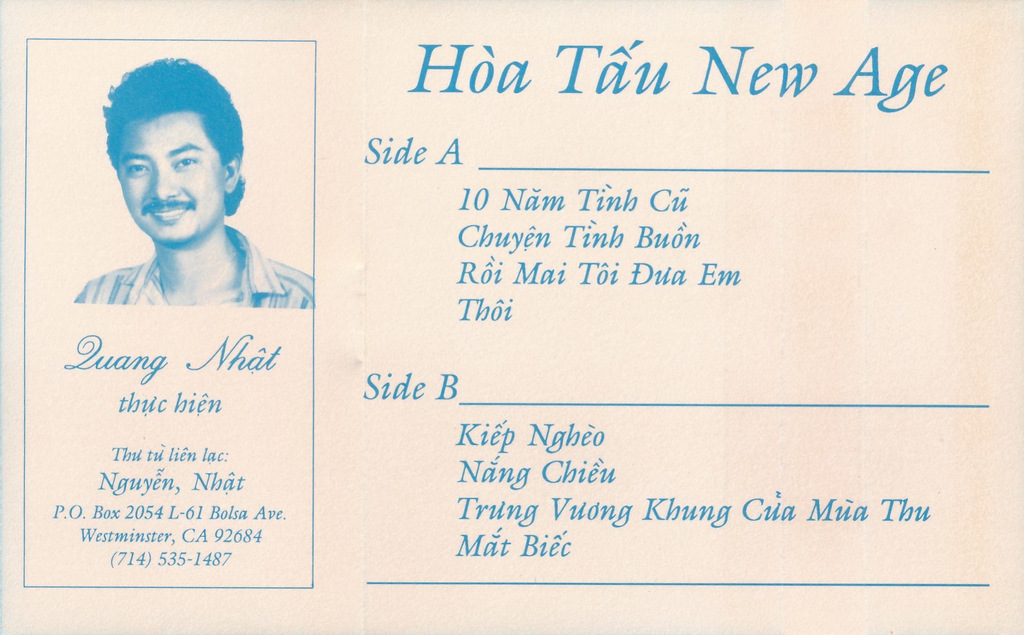 Quang Nhật
thực hiện
Thư từ liên lạc:
Nguyễn, Nhật
P.O. Box 2054 L-61 Bolsa Ave.
Westminster, CA 92684
(714) 535-1487
Hòa Tấu New Age
Side A
10 Năm Tình Cũ
Chuyện Tình Buồn
Rồi Mai Tôi Đưa Em
Thôi
Side B
Kiếp Nghèo
Nắng Chiều
Trưng Vương Khung Cửa Mùa Thu
Mắt Biếc